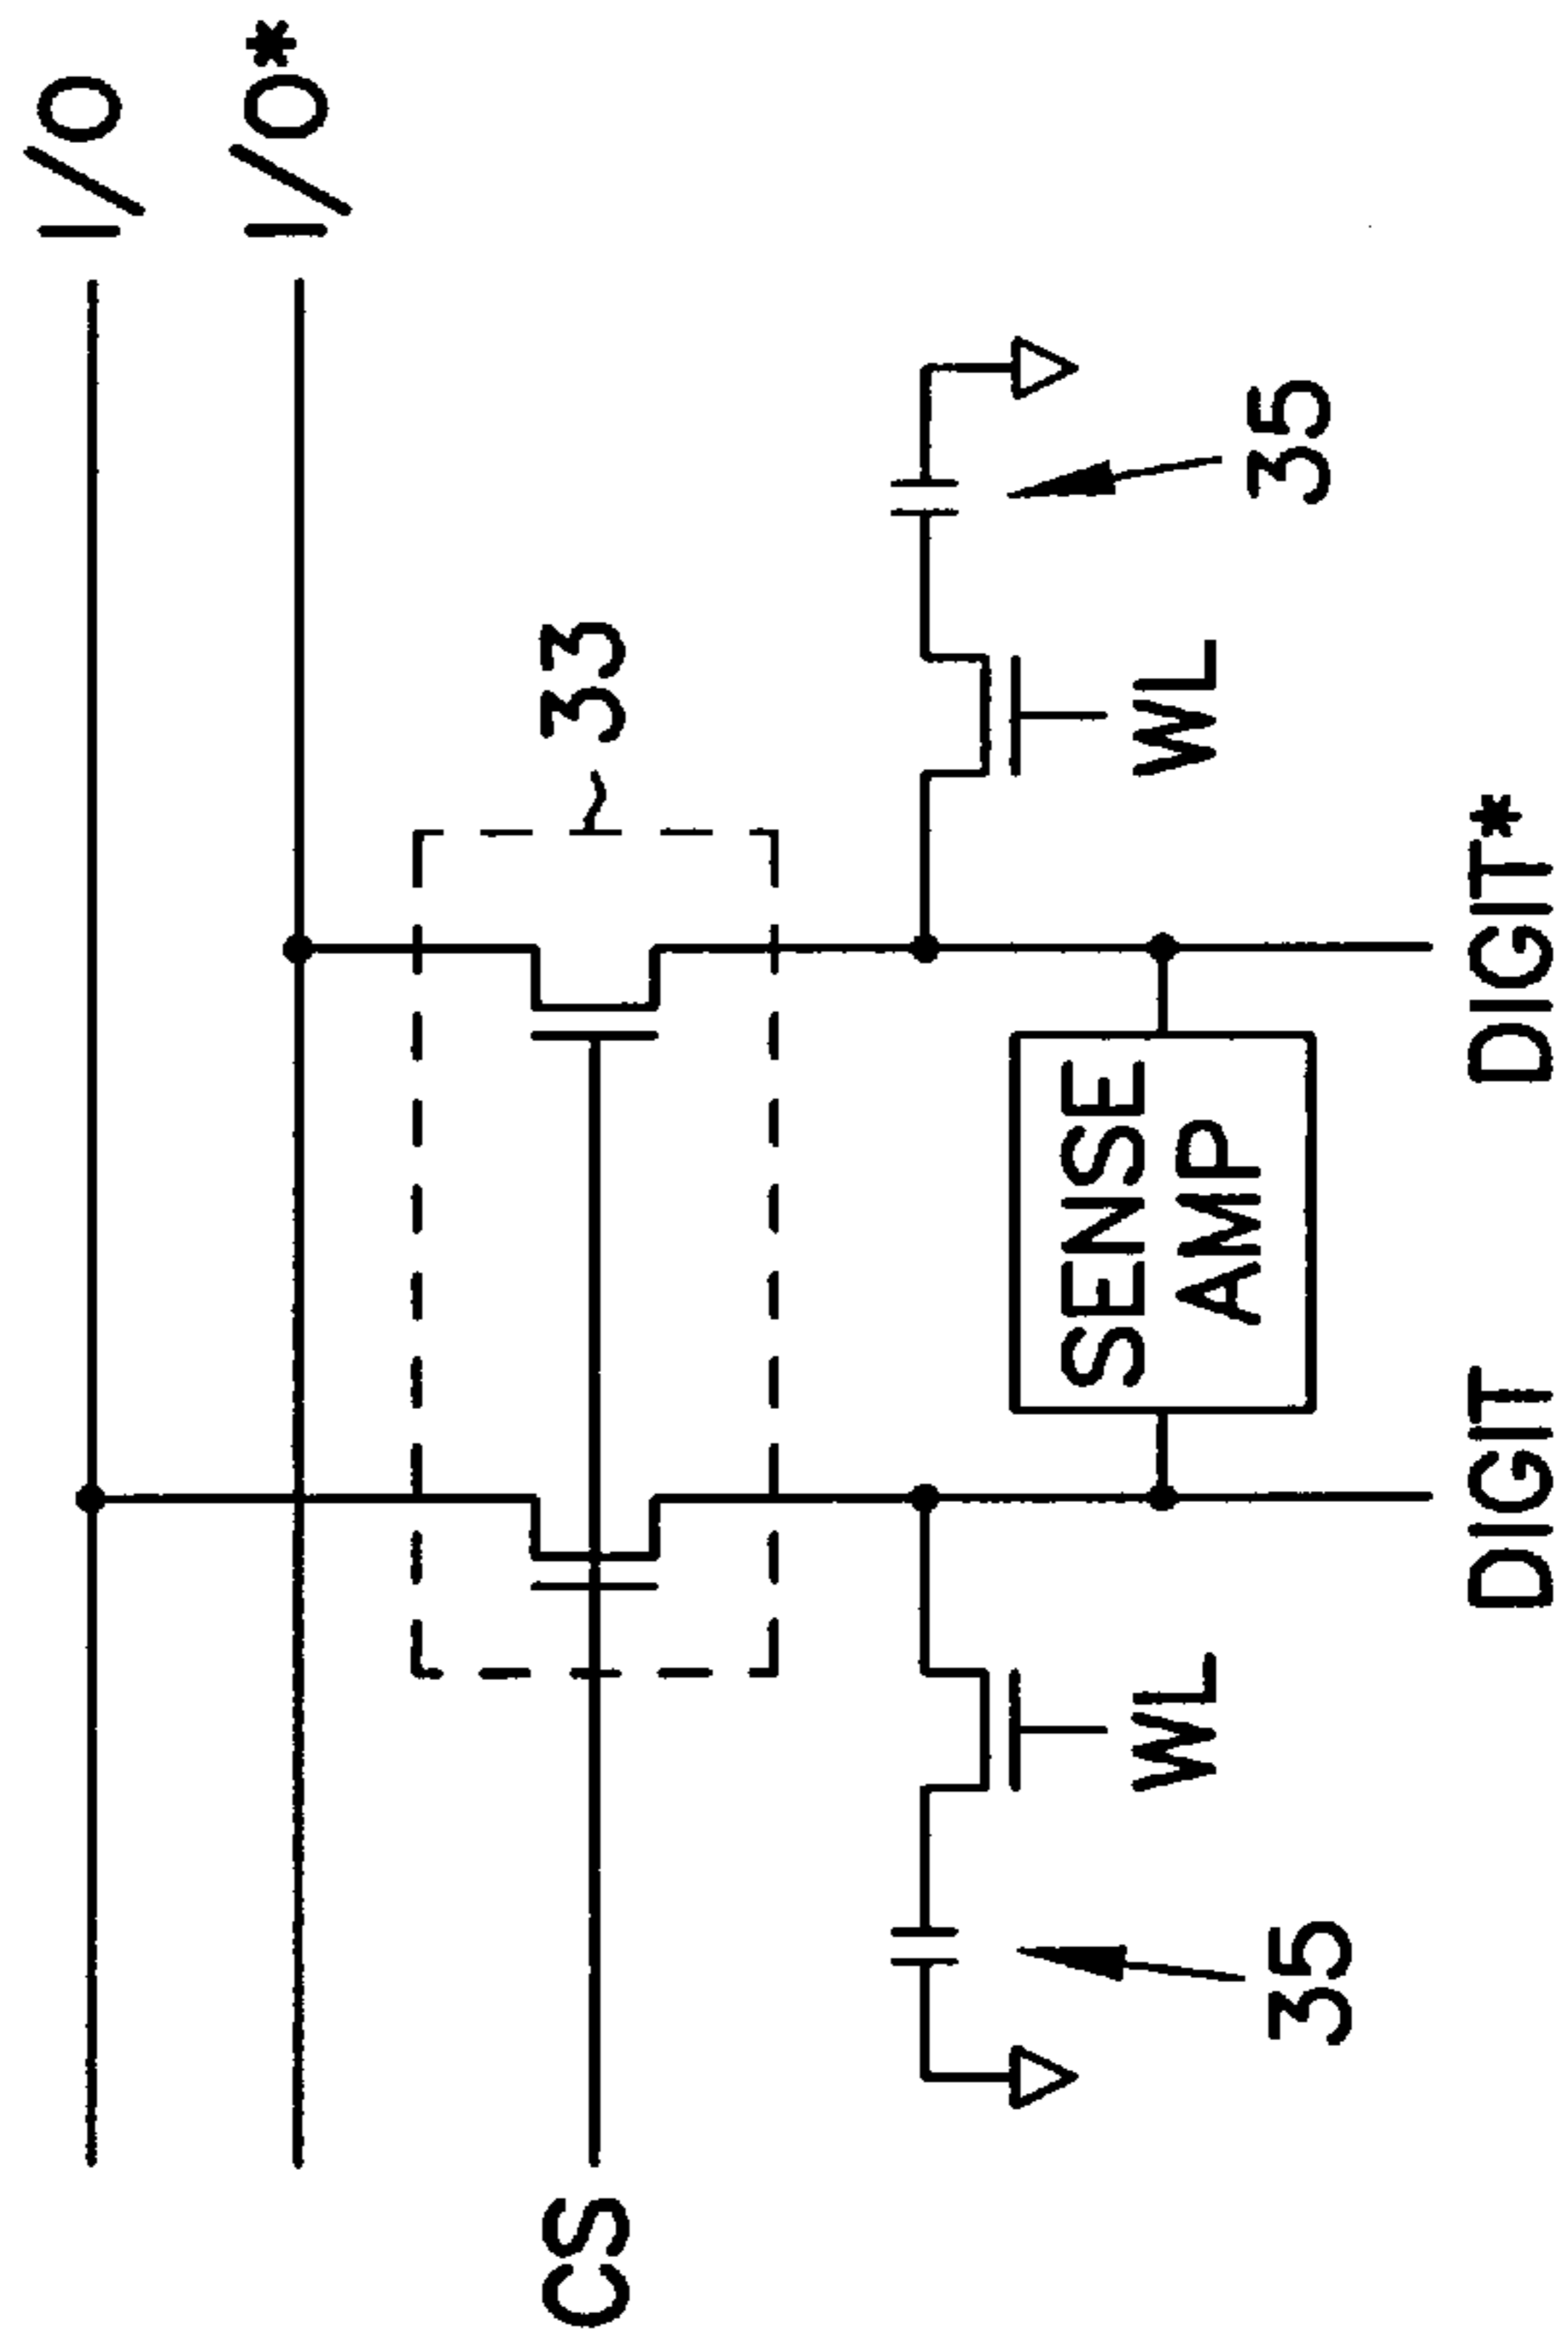 I/O
I/O*
CS
33
35
WL
SENSE
AMP
WL
35
DIGIT
DIGIT*